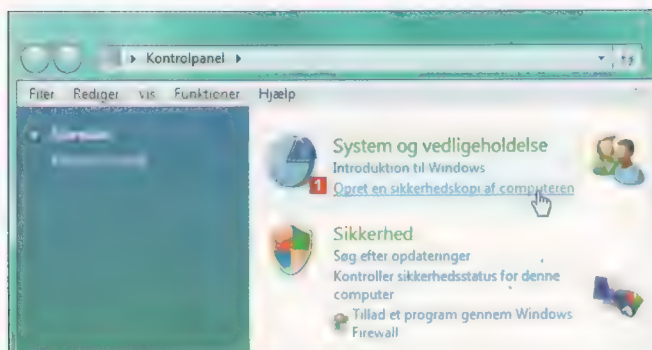 Kontrolpanel
Filer Rediger Vis Funktioner Hjælp
System og vedligeholdelse
Introduktion til Windows
1
Opret en sikkerhedskopi af computeren
Sikkerhed
Søg efter opdateringer
Kontroller sikkerhedsstatus for denne
computer
Tillad et program gennem Windows
Firewall